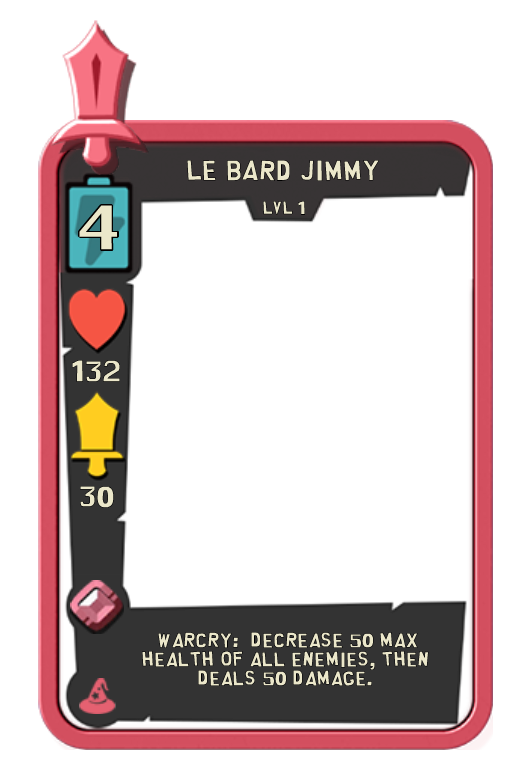 LE BARD JIMMY
LVL 1
4
132
30
WARCRY: DECREASE 50 MAX
HEALTH OF ALL ENEMIES, THEN
DEALS 50 DAMAGE.